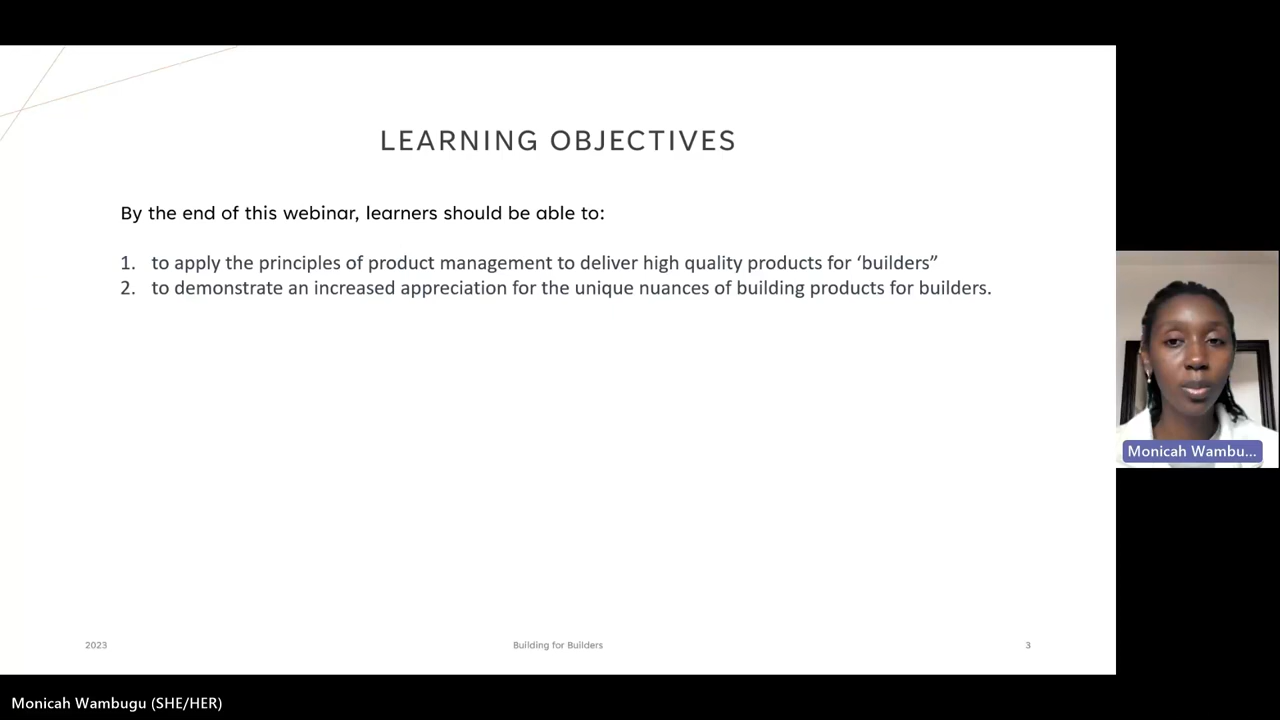 LEARNING OBJECTIVES
By the end of this webinar, learners should be able to:
1. to apply the principles of product management to deliver high quality products for ‘builders”
2. to demonstrate an increased appreciation for the unique nuances of building products for builders.
Monicah Wambu...
2023
Building for Builders
3
Monicah Wambugu (SHE/HER)